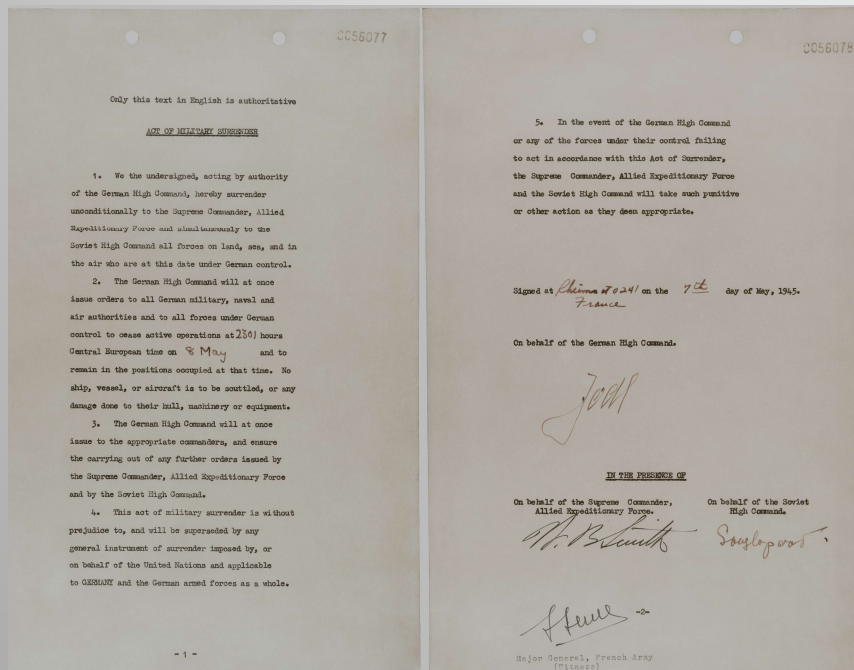 0056077
Only this text in English is authoritative
ACT OF MILITARY SURRENDER
1. We the undersigned, acting by authority
of the German High Command, hereby surrender
unconditionally to the Supreme Commander, Allied
Expeditionary Force and simultaneously to the
Soviet High Command all forces on land, sea, and in
the air who are at this date under German control.
2. The German High Command will at once
issue orders to all German military, naval and
air authorities and to all forces under German
control to cease active operations at 2301 hours
Central European time on 8 May and to
remain in the positions occupied at that time. No
ship, vessel, or aircraft is to be scuttled, or any
damage done to their hull, machinery or equipment.
3. The German High Command will at once
issue to the appropriate commanders, and ensure
the carrying out of any further orders issued by
the Supreme Commander, Allied Expeditionary Force
and by the Soviet High Command.
4. This act of military surrender is without
prejudice to, and will be superseded by any
general instrument of surrender imposed by, or
on behalf of the United Nations and applicable
to GERMANY and the German armed forces as a whole.
- 1 -
0056078
5. In the event of the German High Command
or any of the forces under their control failing
to act in accordance with this Act of Surrender,
the Supreme Commander, Allied Expeditionary Force
and the Soviet High Command will take such punitive
or other action as they deem appropriate.
Signed at Rheims at 0241 on the 7th day of May, 1945.
France
On behalf of the German High Command.
Jodl
IN THE PRESENCE OF
On behalf of the Supreme Commander,
Allied Expeditionary Force.
On behalf of the Soviet
High Command.
W. B. Smith
-2-
Major General, French Army
(Witness)